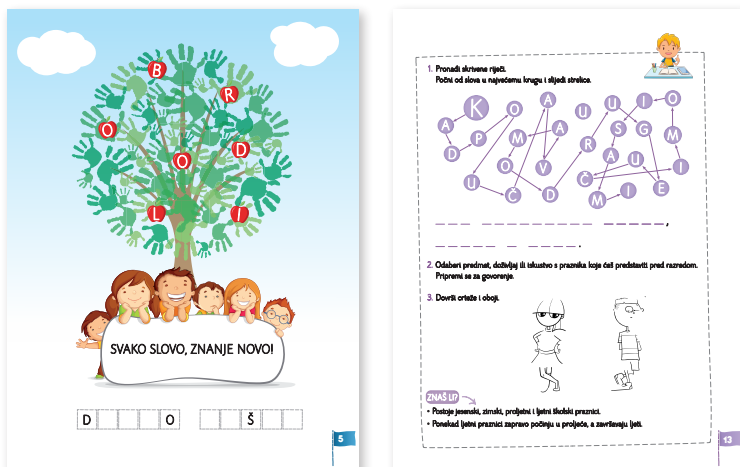 B
R
O
O
D
L
I
SVAKO SLOVO, ZNANJE NOVO!
D O Š
5
1. Pronađi skrivene riječi.
Počni od slova u najvećemu krugu i slijedi strelice.
K O A U U I O
A P M A R S G M
D O V A U I
U Č D Č M I E
2. Odaberi predmet, doživljaj ili iskustvo s praznika koje ćeš predstaviti pred razredom.
Pripremi se za govorenje.
3. Dovrši crteže i oboji.
ZNAŠ LI?
• Postoje jesenski, zimski, proljetni i ljetni školski praznici.
• Ponekad ljetni praznici zapravo počinju u proljeće, a završavaju ljeti.
13